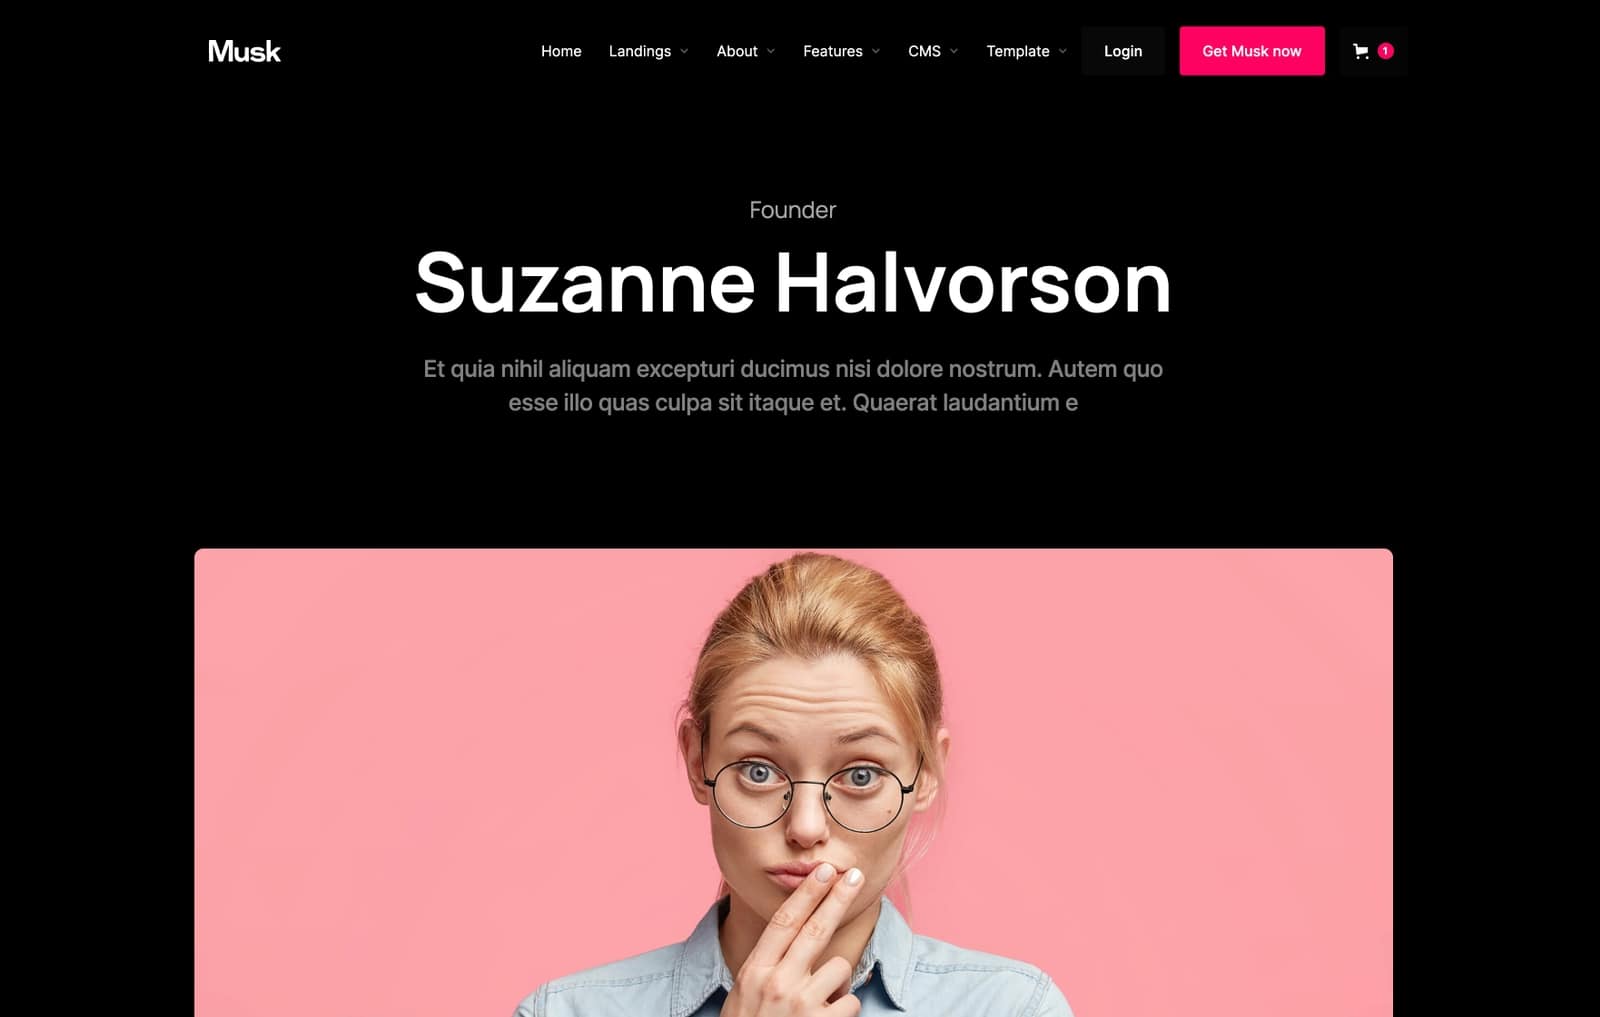 Musk
Home
Landings
About
Features
CMS
Template
Login
Get Musk now
1
Founder
Suzanne Halvorson
Et quia nihil aliquam excepturi ducimus nisi dolore nostrum. Autem quo
esse illo quas culpa sit itaque et. Quaerat laudantium e